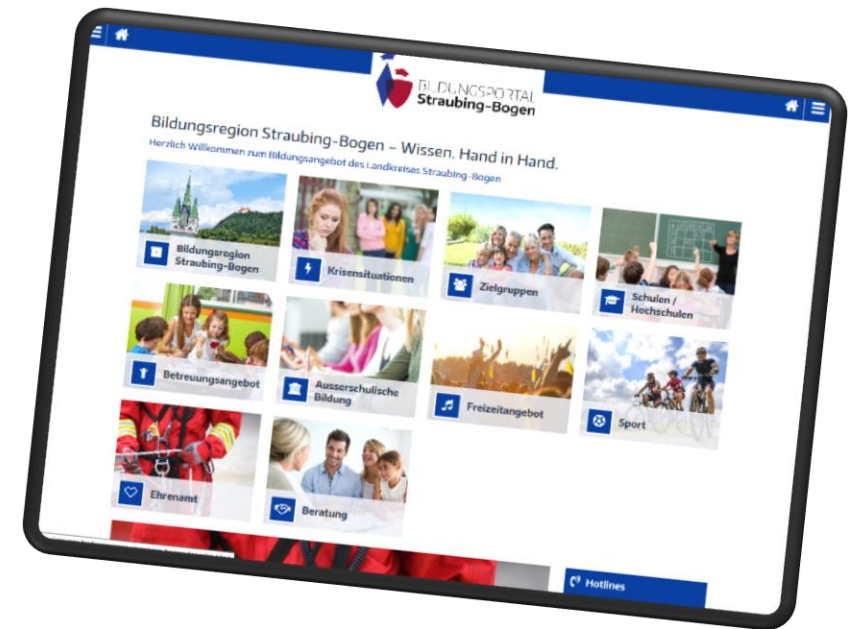 BILDUNGSPORTAL
Straubing-Bogen
Bildungsregion Straubing-Bogen – Wissen. Hand in Hand.
Herzlich Willkommen zum Bildungsangebot des Landkreises Straubing-Bogen
Bildungsregion
Straubing-Bogen
Krisensituationen
Zielgruppen
Schulen /
Hochschulen
Betreuungsangebot
Ausserschulische
Bildung
Freizeitangebot
Sport
Ehrenamt
Beratung
Hotlines